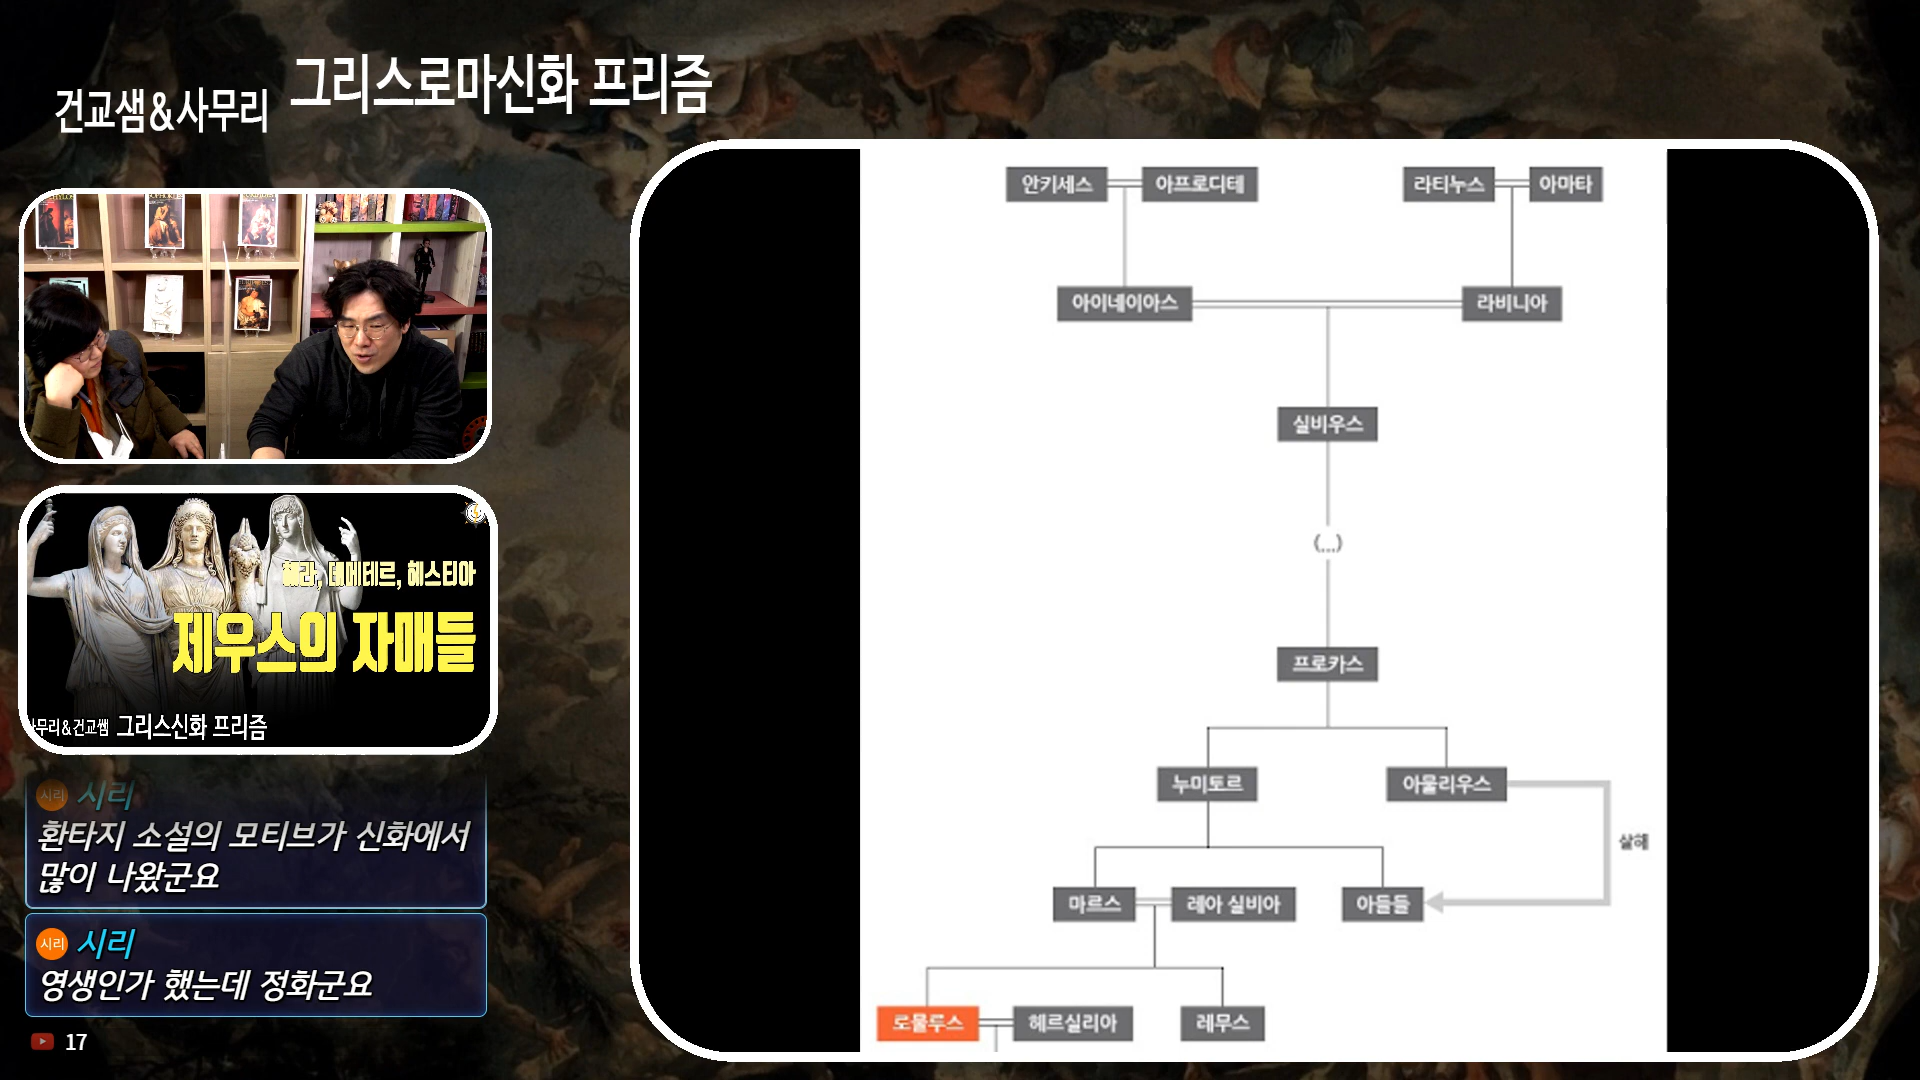 건교샘&사무리 그리스로마신화 프리즘
헤라, 데메테르, 헤스티아
제우스의 자매들
사무리&건교쌤 그리스신화 프리즘
시리 시리
환타지 소설의 모티브가 신화에서
많이 나왔군요
시리 시리
영생인가 했는데 정화군요
17
안키세스 아프로디테 라티누스 아마타
아이네이아스 라비니아
실비우스
(...)
프로카스
누미토르 아물리우스
살해
마르스 레아 실비아 아들들
로물루스 헤르실리아 레무스